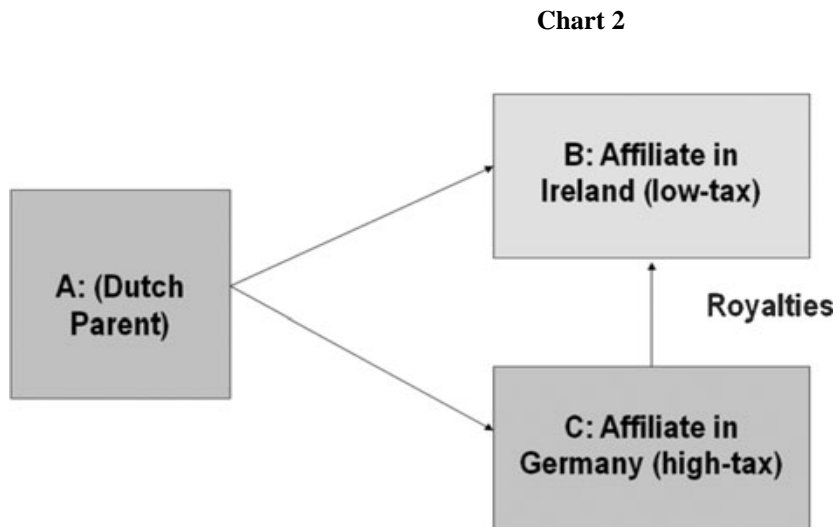 Chart 2
B: Affiliate in
Ireland (low-tax)
A: (Dutch
Parent)
Royalties
C: Affiliate in
Germany (high-tax)